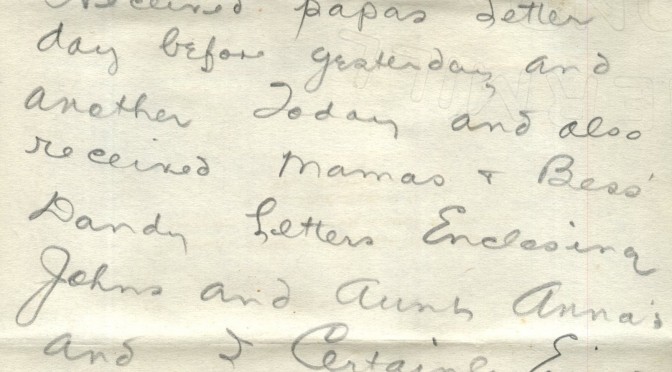 received papas letter
day before yesterday and
another Today and also
received Mamas + Bess'
Dandy Letters Enclosing
Johns and Aunt Anna's
and I Certainly